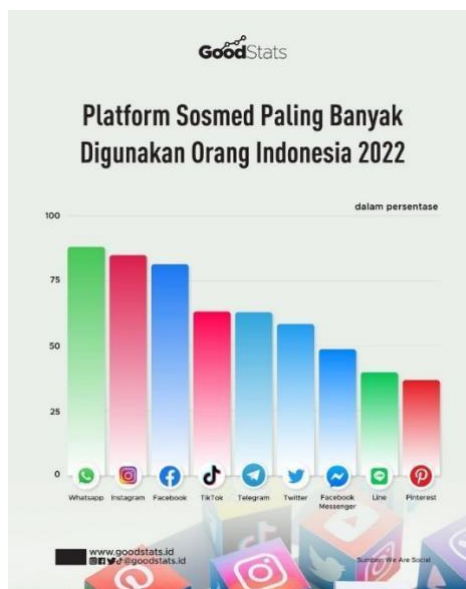 GoodStats
Platform Sosmed Paling Banyak
Digunakan Orang Indonesia 2022
dalam persentase
100
75
50
25
0
Whatsapp Instagram Facebook TikTok Telegram Twitter Facebook Messenger Line Pinterest
www.goodstats.id
@goodstats.id
Sumber: We Are Social